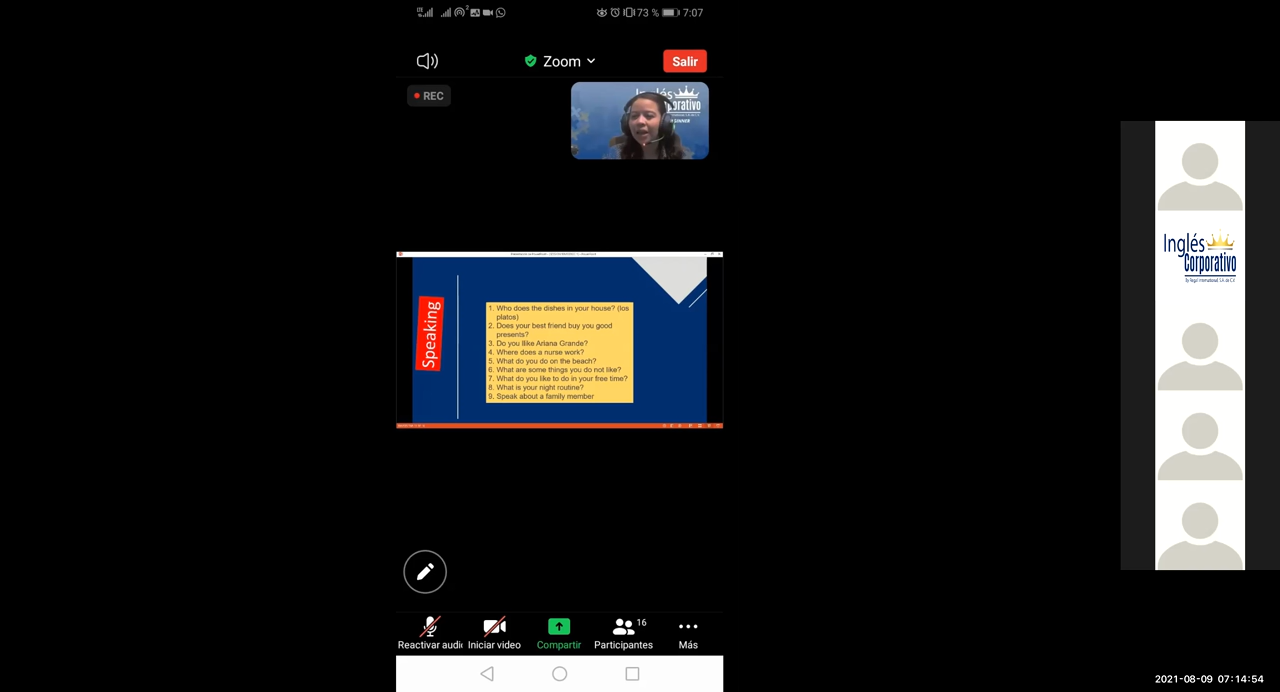 73 % 7:07
Zoom
Salir
REC
Inglés
Corporativo
Speaking
1. Who does the dishes in your house? (los
platos)
2. Does your best friend buy you good
presents?
3. Do you llike Ariana Grande?
4. Where does a nurse work?
5. What do you do on the beach?
6. What are some things you do not like?
7. What do you like to do in your free time?
8. What is your night routine?
9. Speak about a family member
16
Reactivar audi
Iniciar video
Compartir
Participantes
Más
2021-08-09 07:14:54